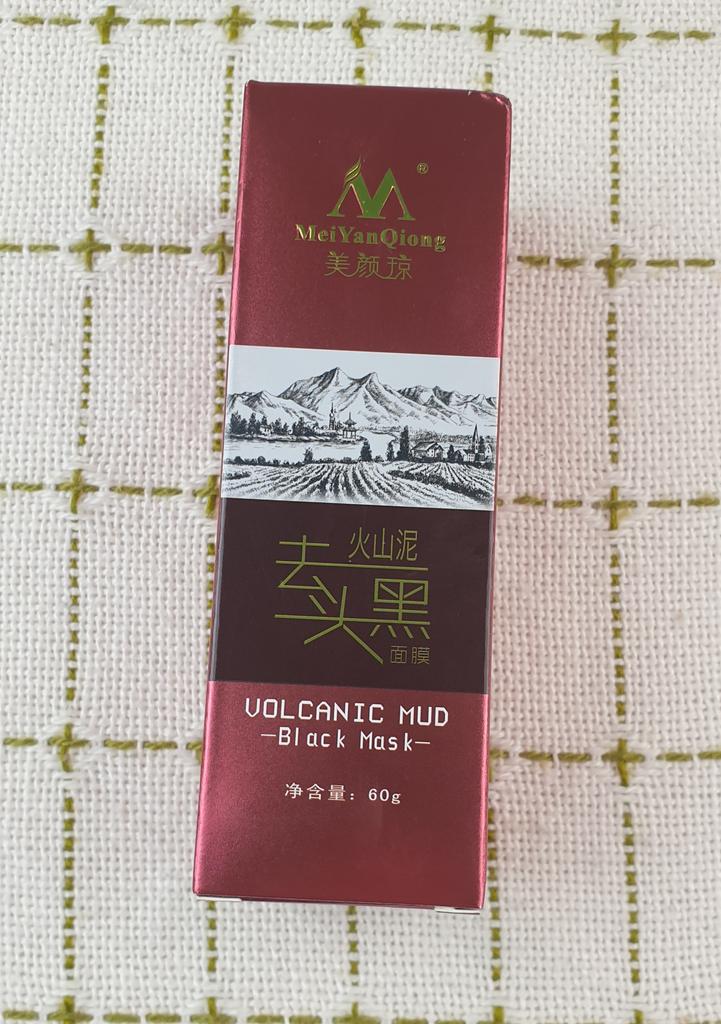 ®
MeiYanQiong
美颜琼
火山泥
去黑头
面膜
VOLCANIC MUD
—Black Mask—
净含量：60g